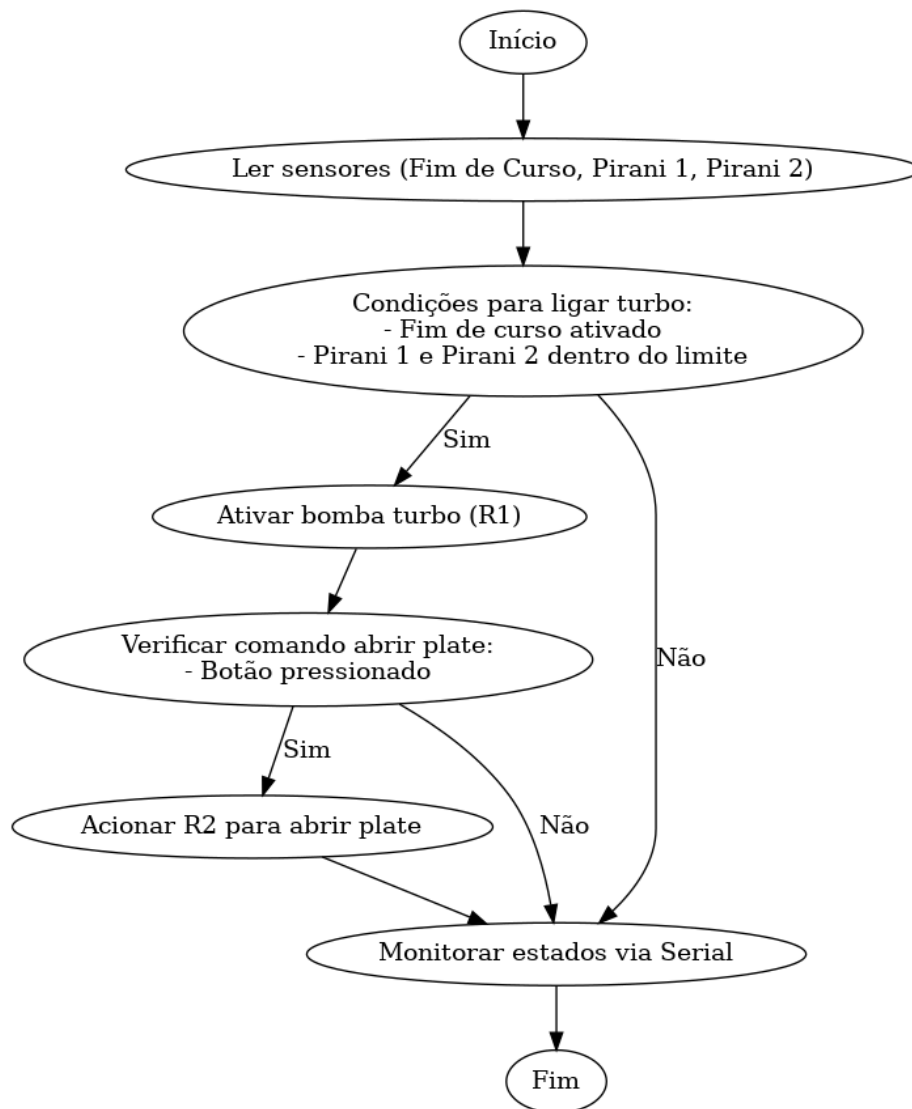 Início
Ler sensores (Fim de Curso, Pirani 1, Pirani 2)
Condições para ligar turbo:
- Fim de curso ativado
- Pirani 1 e Pirani 2 dentro do limite
Sim
Ativar bomba turbo (R1)
Verificar comando abrir plate:
- Botão pressionado
Não
Sim
Acionar R2 para abrir plate
Não
Monitorar estados via Serial
Fim